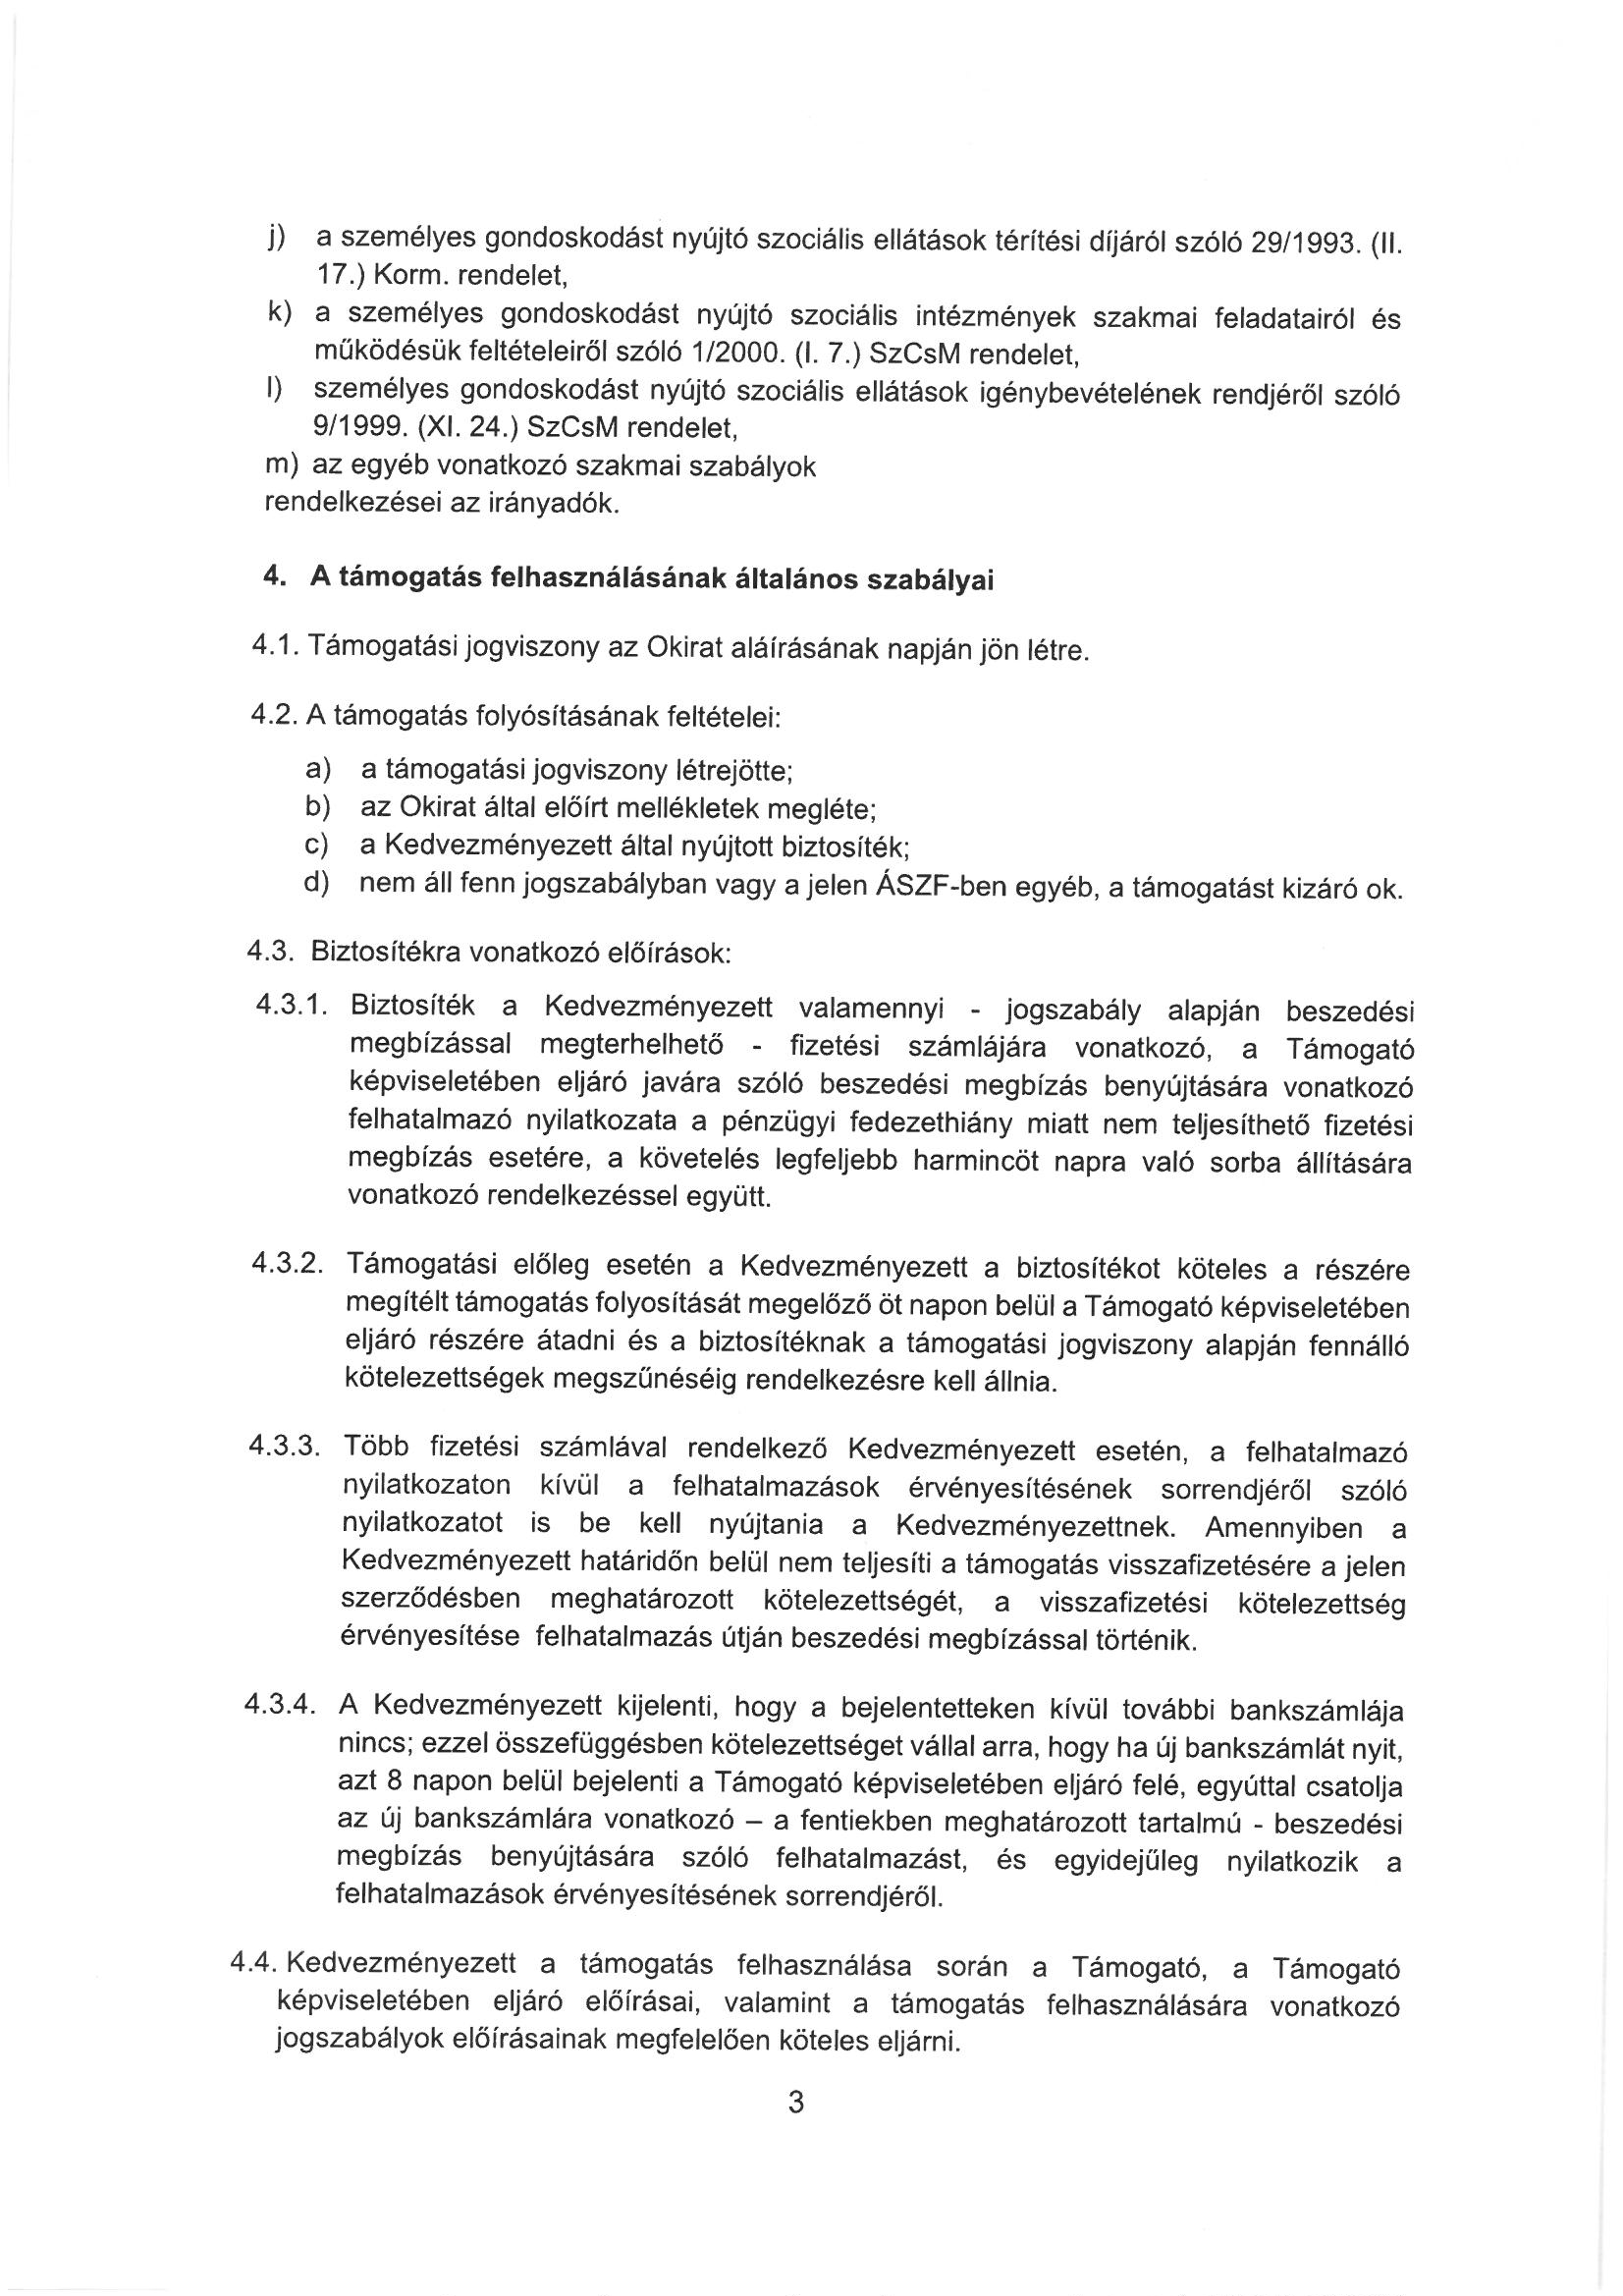 j) a személyes gondoskodást nyújtó szociális ellátások térítési díjáról szóló 29/1993. (II.
17.) Korm. rendelet,
k) a személyes gondoskodást nyújtó szociális intézmények szakmai feladatairól és
működésük feltételeiről szóló 1/2000. (I. 7.) SzCsM rendelet,
l) személyes gondoskodást nyújtó szociális ellátások igénybevételének rendjéről szóló
9/1999. (XI. 24.) SzCsM rendelet,
m) az egyéb vonatkozó szakmai szabályok
rendelkezései az irányadók.
4. A támogatás felhasználásának általános szabályai
4.1. Támogatási jogviszony az Okirat aláírásának napján jön létre.
4.2. A támogatás folyósításának feltételei:
a) a támogatási jogviszony létrejötte;
b) az Okirat által előírt mellékletek megléte;
c) a Kedvezményezett által nyújtott biztosíték;
d) nem áll fenn jogszabályban vagy a jelen ÁSZF-ben egyéb, a támogatást kizáró ok.
4.3. Biztosítékra vonatkozó előírások:
4.3.1. Biztosíték a Kedvezményezett valamennyi - jogszabály alapján beszedési
megbízással megterhelhető - fizetési számlájára vonatkozó, a Támogató
képviseletében eljáró javára szóló beszedési megbízás benyújtására vonatkozó
felhatalmazó nyilatkozata a pénzügyi fedezethiány miatt nem teljesíthető fizetési
megbízás esetére, a követelés legfeljebb harmincöt napra való sorba állítására
vonatkozó rendelkezéssel együtt.
4.3.2. Támogatási előleg esetén a Kedvezményezett a biztosítékot köteles a részére
megítélt támogatás folyosítását megelőző öt napon belül a Támogató képviseletében
eljáró részére átadni és a biztosítéknak a támogatási jogviszony alapján fennálló
kötelezettségek megszűnéséig rendelkezésre kell állnia.
4.3.3. Több fizetési számlával rendelkező Kedvezményezett esetén, a felhatalmazó
nyilatkozaton kívül a felhatalmazások érvényesítésének sorrendjéről szóló
nyilatkozatot is be kell nyújtania a Kedvezményezettnek. Amennyiben a
Kedvezményezett határidőn belül nem teljesíti a támogatás visszafizetésére a jelen
szerződésben meghatározott kötelezettségét, a visszafizetési kötelezettség
érvényesítése felhatalmazás útján beszedési megbízással történik.
4.3.4. A Kedvezményezett kijelenti, hogy a bejelentetteken kívül további bankszámlája
nincs; ezzel összefüggésben kötelezettséget vállal arra, hogy ha új bankszámlát nyit,
azt 8 napon belül bejelenti a Támogató képviseletében eljáró felé, egyúttal csatolja
az új bankszámlára vonatkozó – a fentiekben meghatározott tartalmú - beszedési
megbízás benyújtására szóló felhatalmazást, és egyidejűleg nyilatkozik a
felhatalmazások érvényesítésének sorrendjéről.
4.4. Kedvezményezett a támogatás felhasználása során a Támogató, a Támogató
képviseletében eljáró előírásai, valamint a támogatás felhasználására vonatkozó
jogszabályok előírásainak megfelelően köteles eljárni.
3